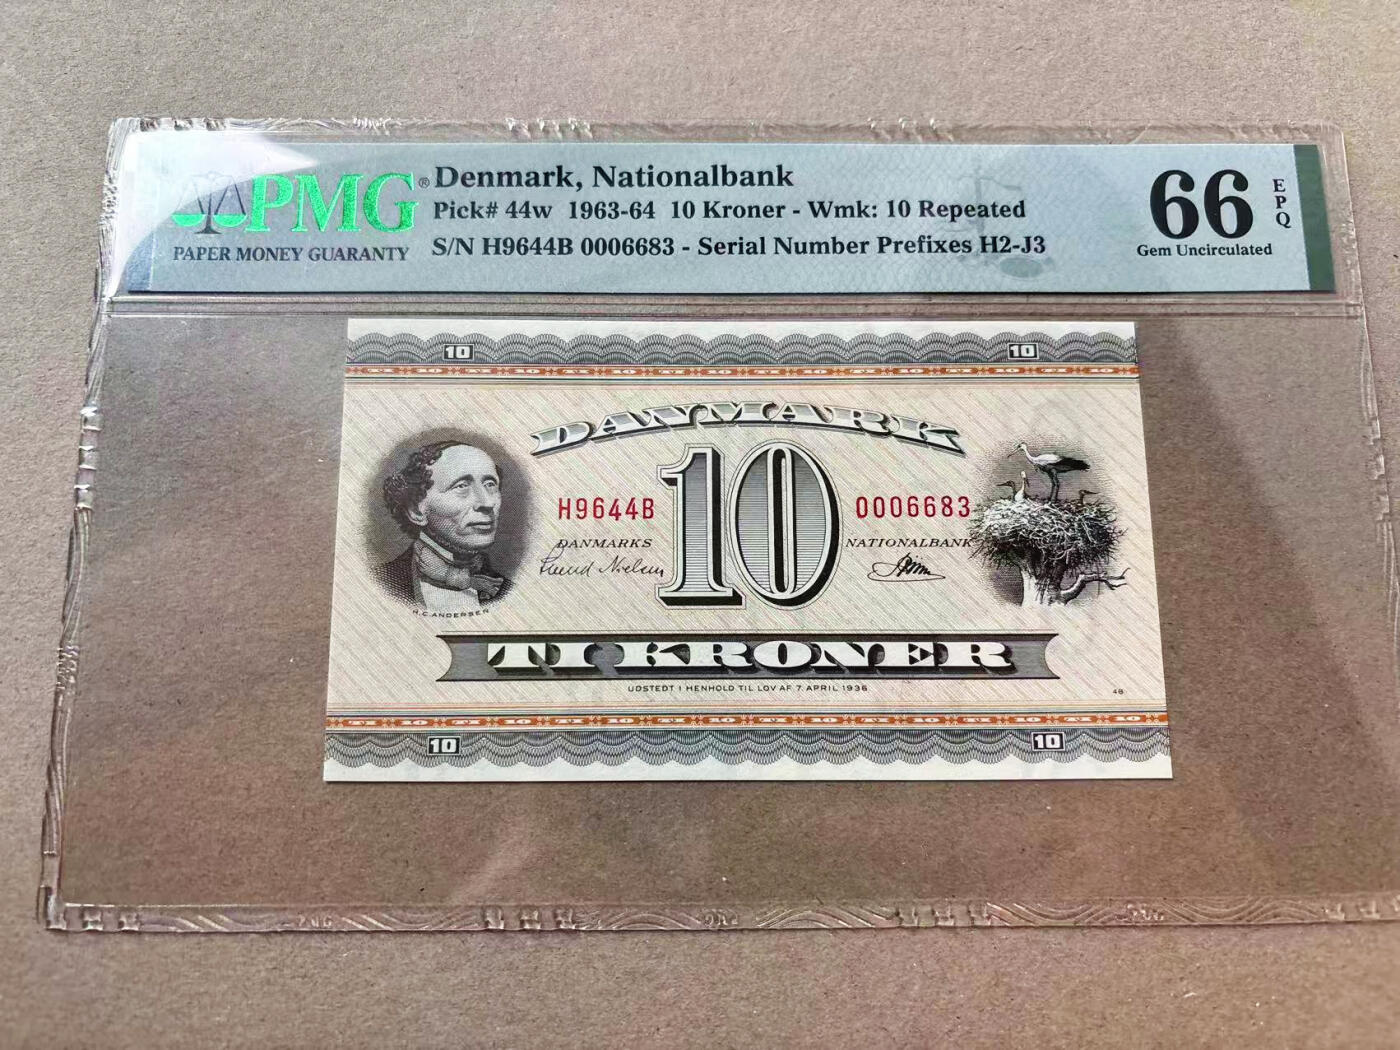 PMG®
PAPER MONEY GUARANTY
Denmark, Nationalbank
Pick# 44w 1963-64 10 Kroner - Wmk: 10 Repeated
S/N H9644B 0006683 - Serial Number Prefixes H2-J3
66 EPQ
Gem Uncirculated
10 10
DANMARK
10
H9644B 0006683
DANMARKS NATIONALBANK
H.C. ANDERSEN
TI KRONER
UDSTEDT I HENHOLD TIL LOV AF 7. APRIL 1936
48
10 10